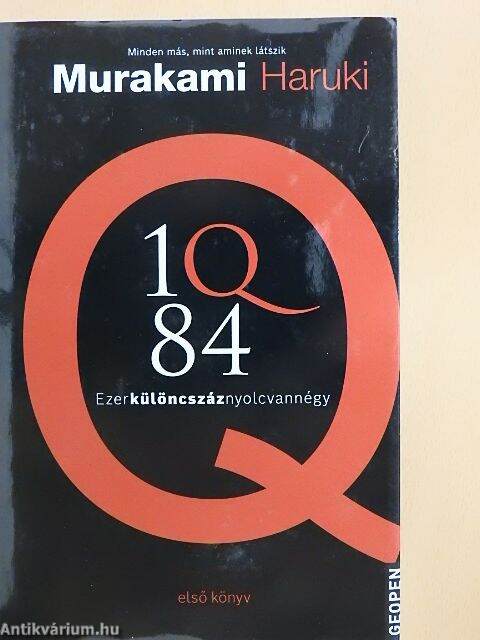 Minden más, mint aminek látszik
Murakami Haruki
Q
1Q
84
Ezerkülöncszáznyolcvannégy
első könyv
GEOPEN
Antikvárium.hu